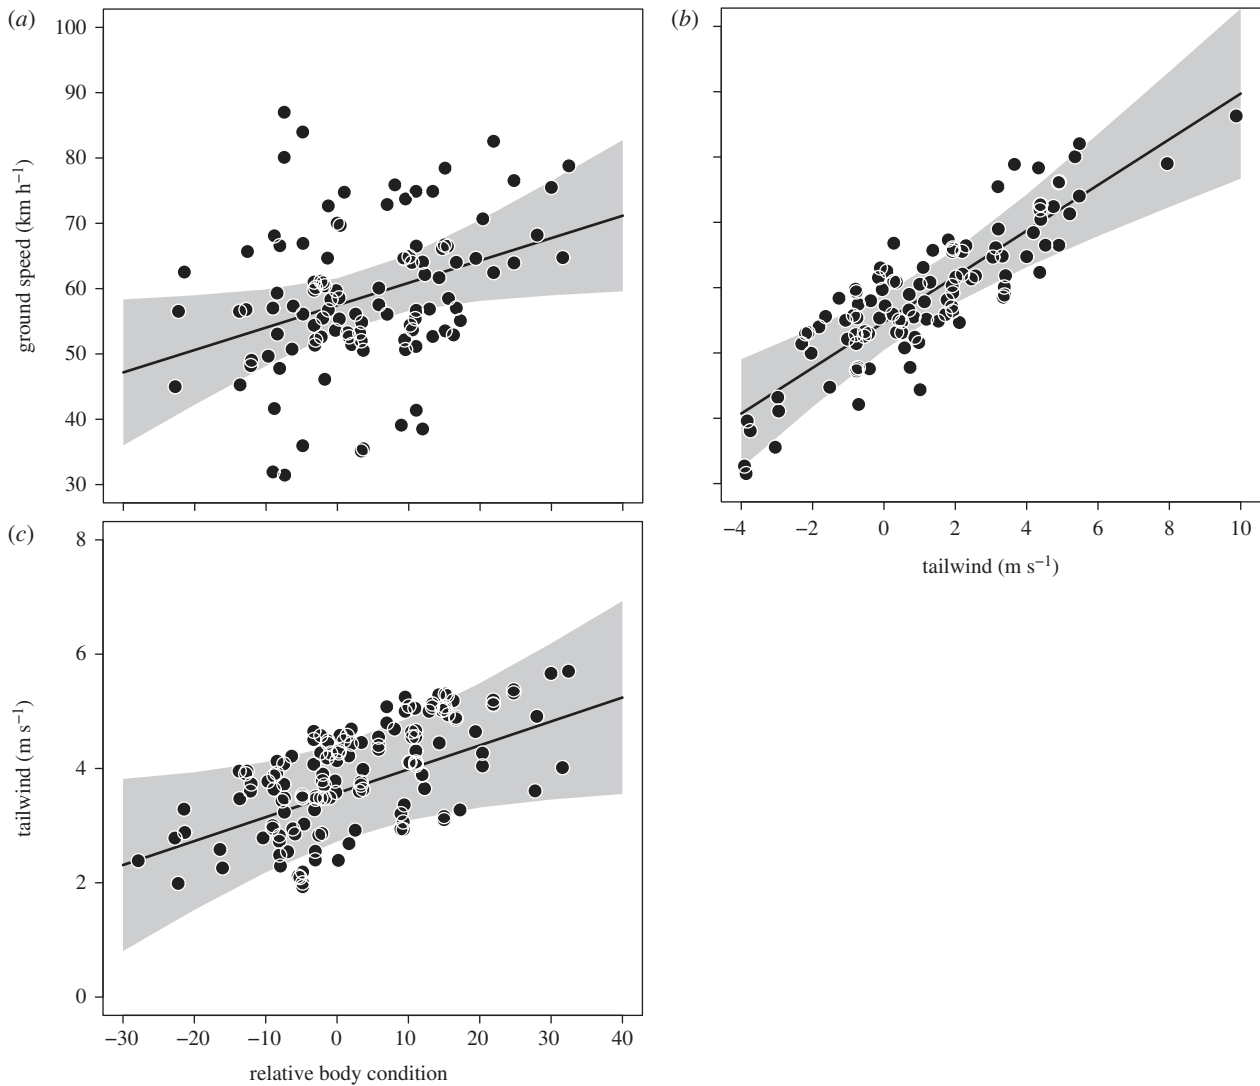 (a)
100
90
80
70
60
50
40
30
ground speed (km h−1)
(b)
−4 −2 0 2 4 6 8 10
tailwind (m s−1)
(c)
8
6
4
2
0
tailwind (m s−1)
−30 −20 −10 0 10 20 30 40
relative body condition